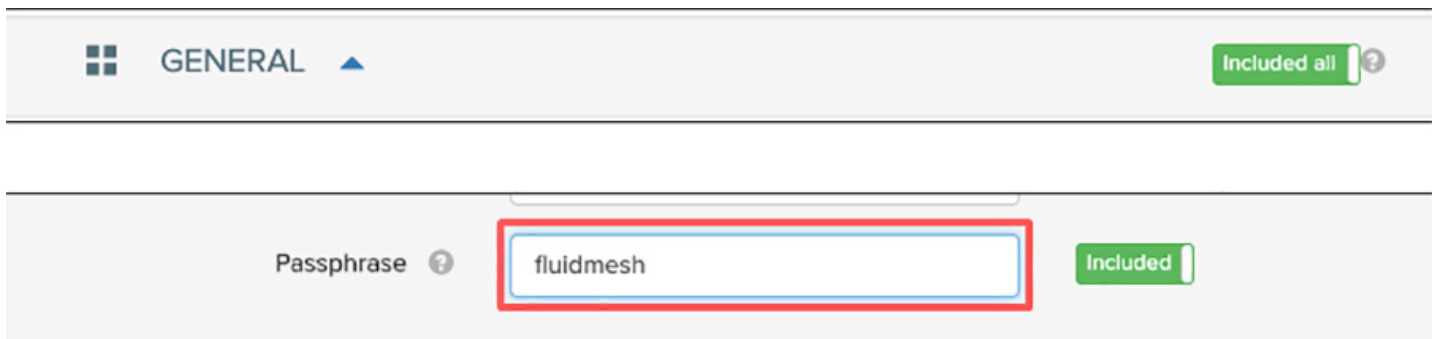 GENERAL
Included all
Passphrase
fluidmesh
Included